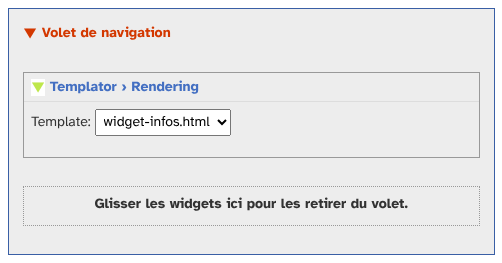 Volet de navigation
Templator › Rendering
Template: widget-infos.html
Glisser les widgets ici pour les retirer du volet.